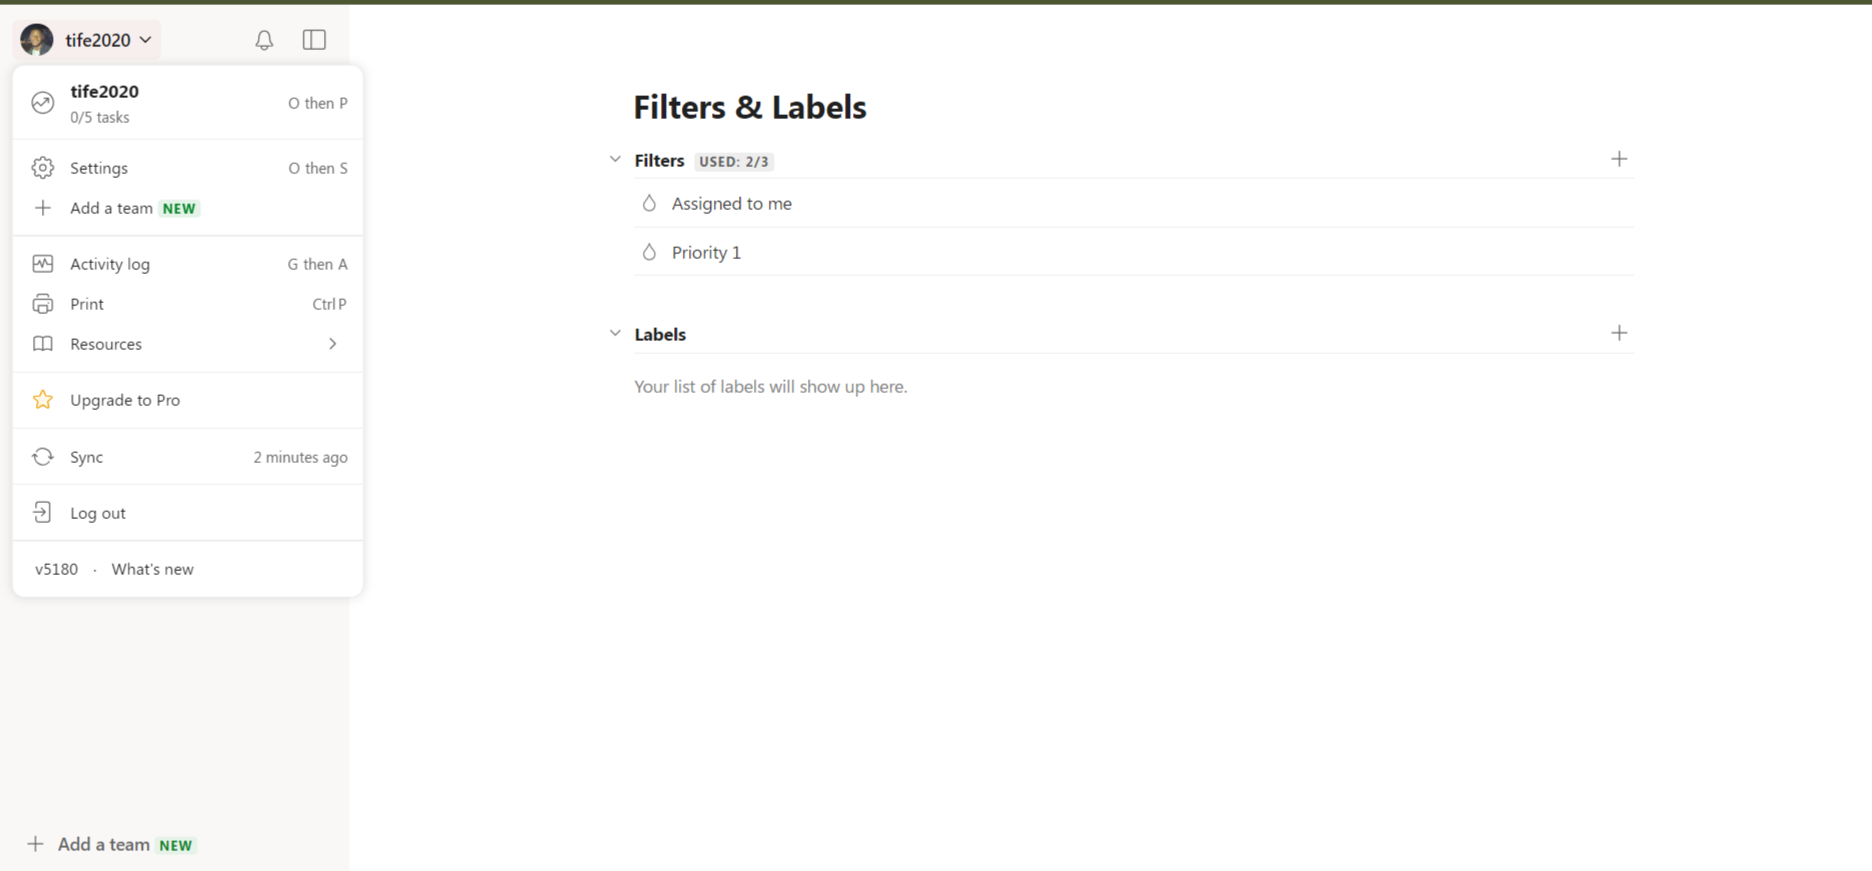 tife2020
tife2020
O then P
0/5 tasks
Settings
O then S
Add a team NEW
Activity log
G then A
Print
Ctrl P
Resources
Upgrade to Pro
Sync
2 minutes ago
Log out
v5180 · What's new
Add a team NEW
Filters & Labels
Filters USED: 2/3
Assigned to me
Priority 1
Labels
Your list of labels will show up here.